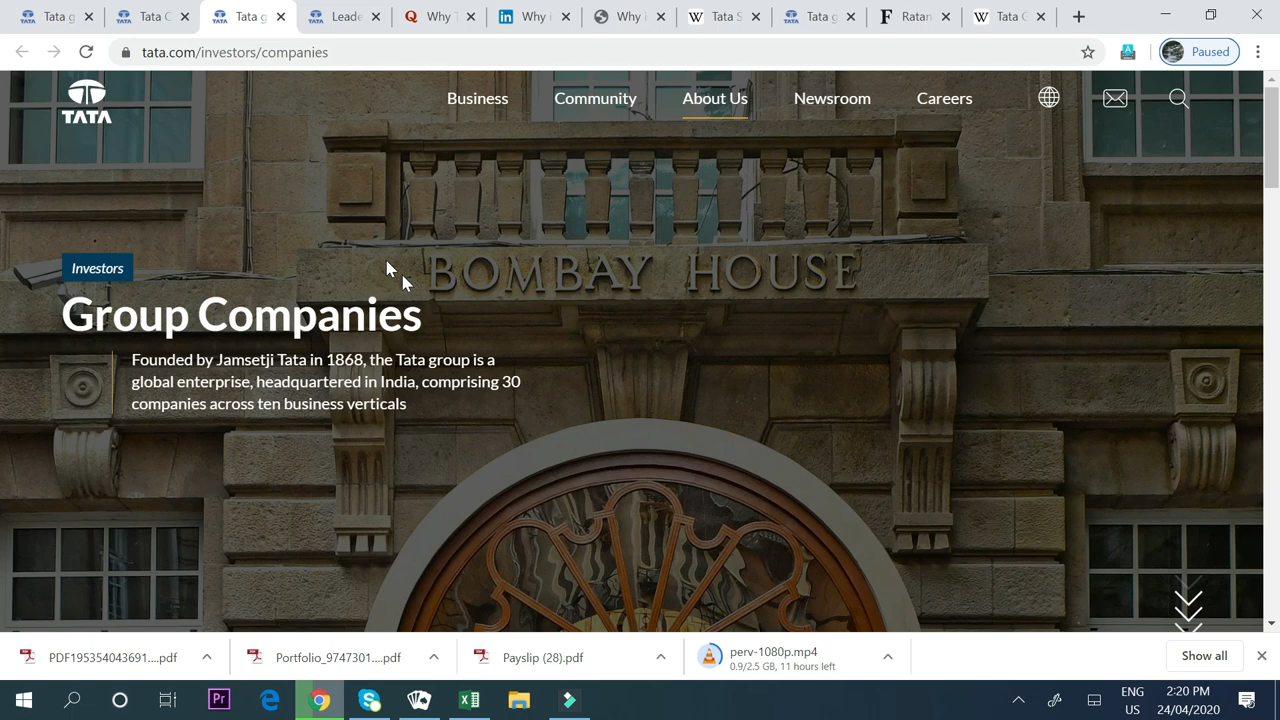 Tata g
Tata C
Tata g
Leade
Why T
Why
Why
Tata S
Tata g
Ratan
Tata C
tata.com/investors/companies
Paused
TATA
Business
Community
About Us
Newsroom
Careers
BOMBAY HOUSE
Investors
Group Companies
Founded by Jamsetji Tata in 1868, the Tata group is a
global enterprise, headquartered in India, comprising 30
companies across ten business verticals
PDF195354043691....pdf
Portfolio_9747301....pdf
Payslip (28).pdf
perv-1080p.mp4
0.9/2.5 GB, 11 hours left
Show all
Pr
ENG
US
2:20 PM
24/04/2020